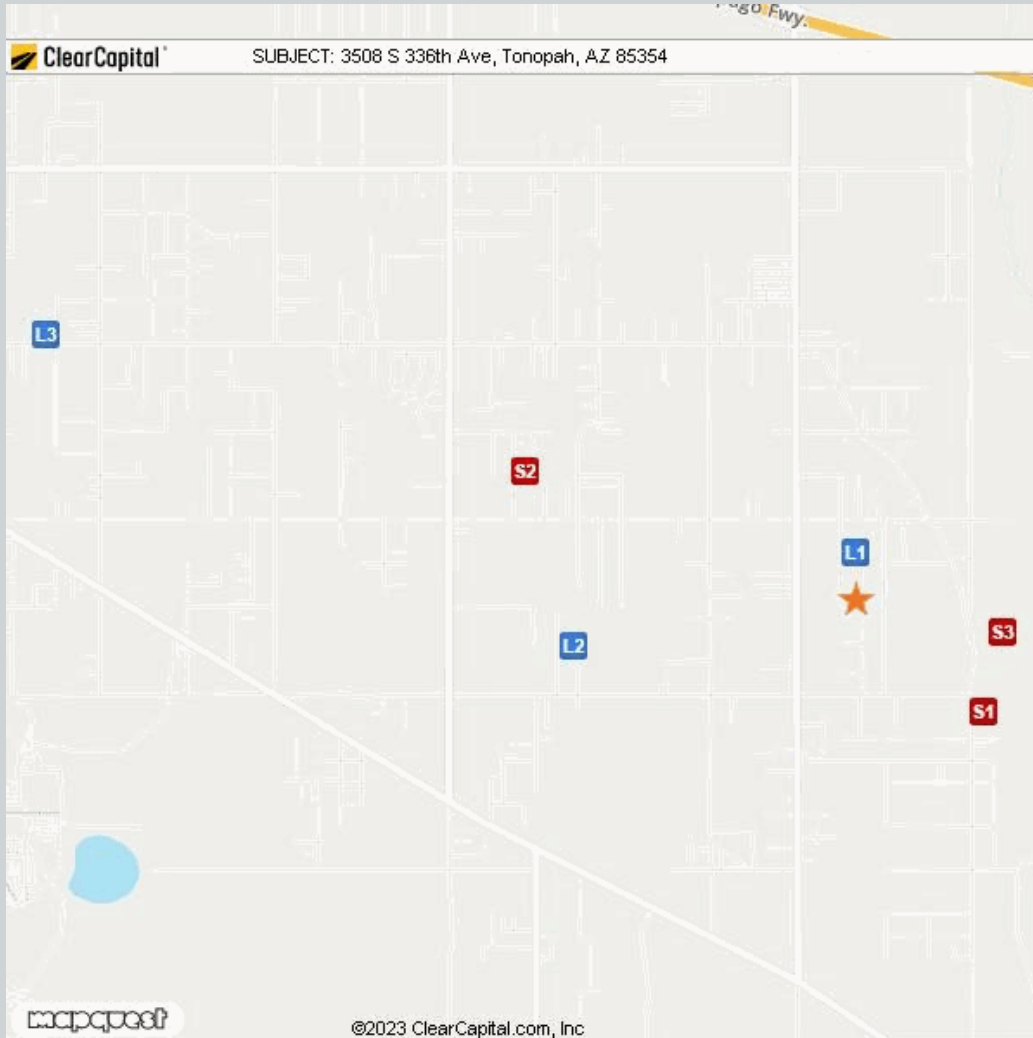 Fwy.
ClearCapital
SUBJECT: 3508 S 336th Ave, Tonopah, AZ 85354
L3
S2
L1
S3
L2
S1
mapquest
©2023 ClearCapital.com, Inc